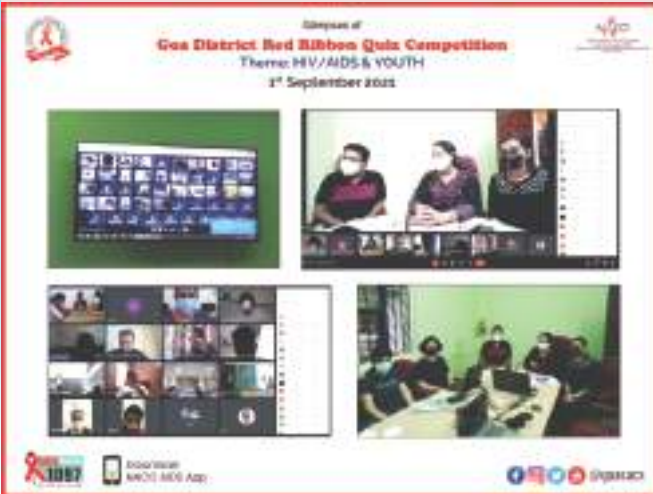 Glimpses of
Goa District Red Ribbon Quiz Competition
Theme: HIV/AIDS & YOUTH
1st September 2021
1097
Download
NACO AIDS App